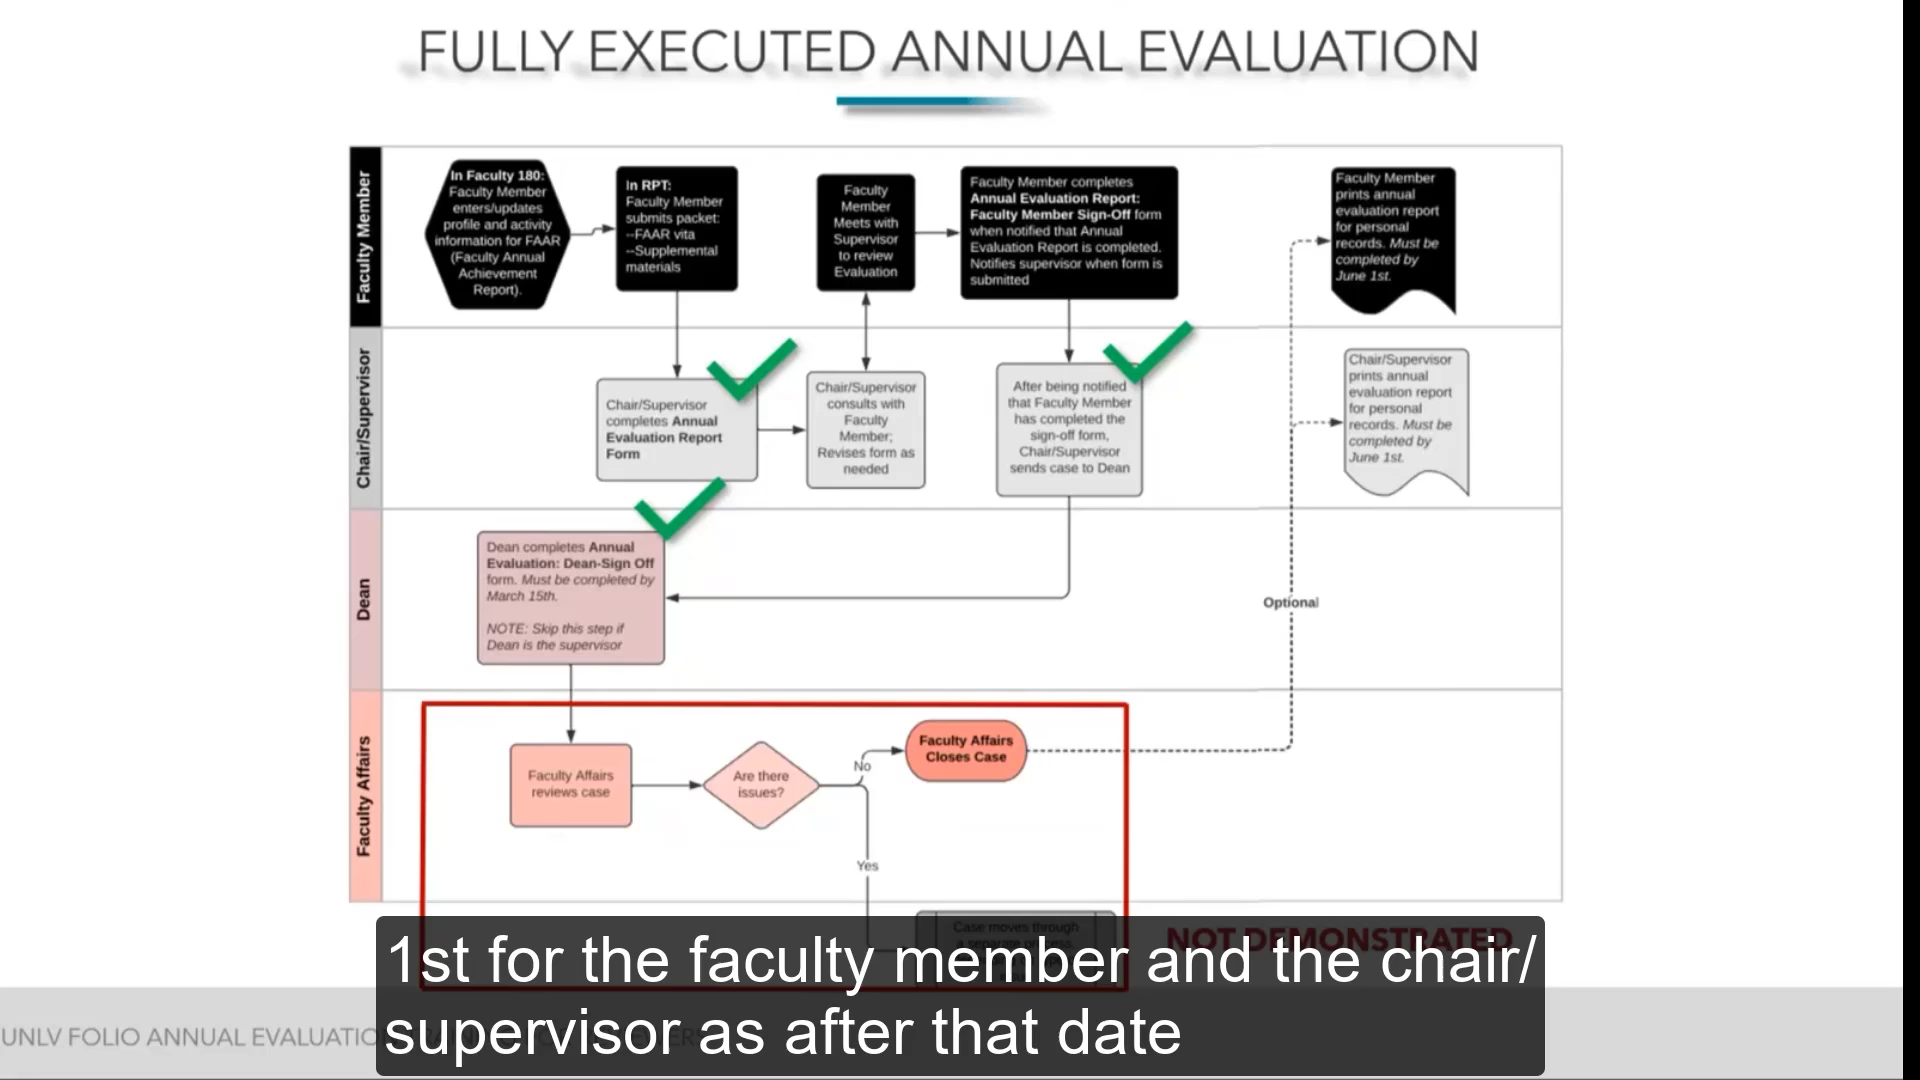 FULLY EXECUTED ANNUAL EVALUATION
Faculty Member
In Faculty 180:
Faculty Member
enters/updates
profile and activity
information for FAAR
(Faculty Annual
Achievement
Report).
In RPT:
Faculty Member
submits packet:
--FAAR vita
--Supplemental
materials
Faculty
Member
Meets with
Supervisor
to review
Evaluation
Faculty Member completes
Annual Evaluation Report:
Faculty Member Sign-Off form
when notified that Annual
Evaluation Report is completed.
Notifies supervisor when form is
submitted
Faculty Member
prints annual
evaluation report
for personal
records. Must be
completed by
June 1st.
Chair/Supervisor
Chair/Supervisor
completes Annual
Evaluation Report
Form
Chair/Supervisor
consults with
Faculty
Member;
Revises form as
needed
After being notified
that Faculty Member
has completed the
sign-off form,
Chair/Supervisor
sends case to Dean
Chair/Supervisor
prints annual
evaluation report
for personal
records. Must be
completed by
June 1st.
Dean
Dean completes Annual
Evaluation: Dean-Sign Off
form. Must be completed by
March 15th.
NOTE: Skip this step if
Dean is the supervisor
Optional
Faculty Affairs
Faculty Affairs
reviews case
Are there
issues?
No
Faculty Affairs
Closes Case
Yes
Case moves through
a separate process,
NOT DEMONSTRATED
1st for the faculty member and the chair/
supervisor as after that date
UNLV FOLIO ANNUAL EVALUATION